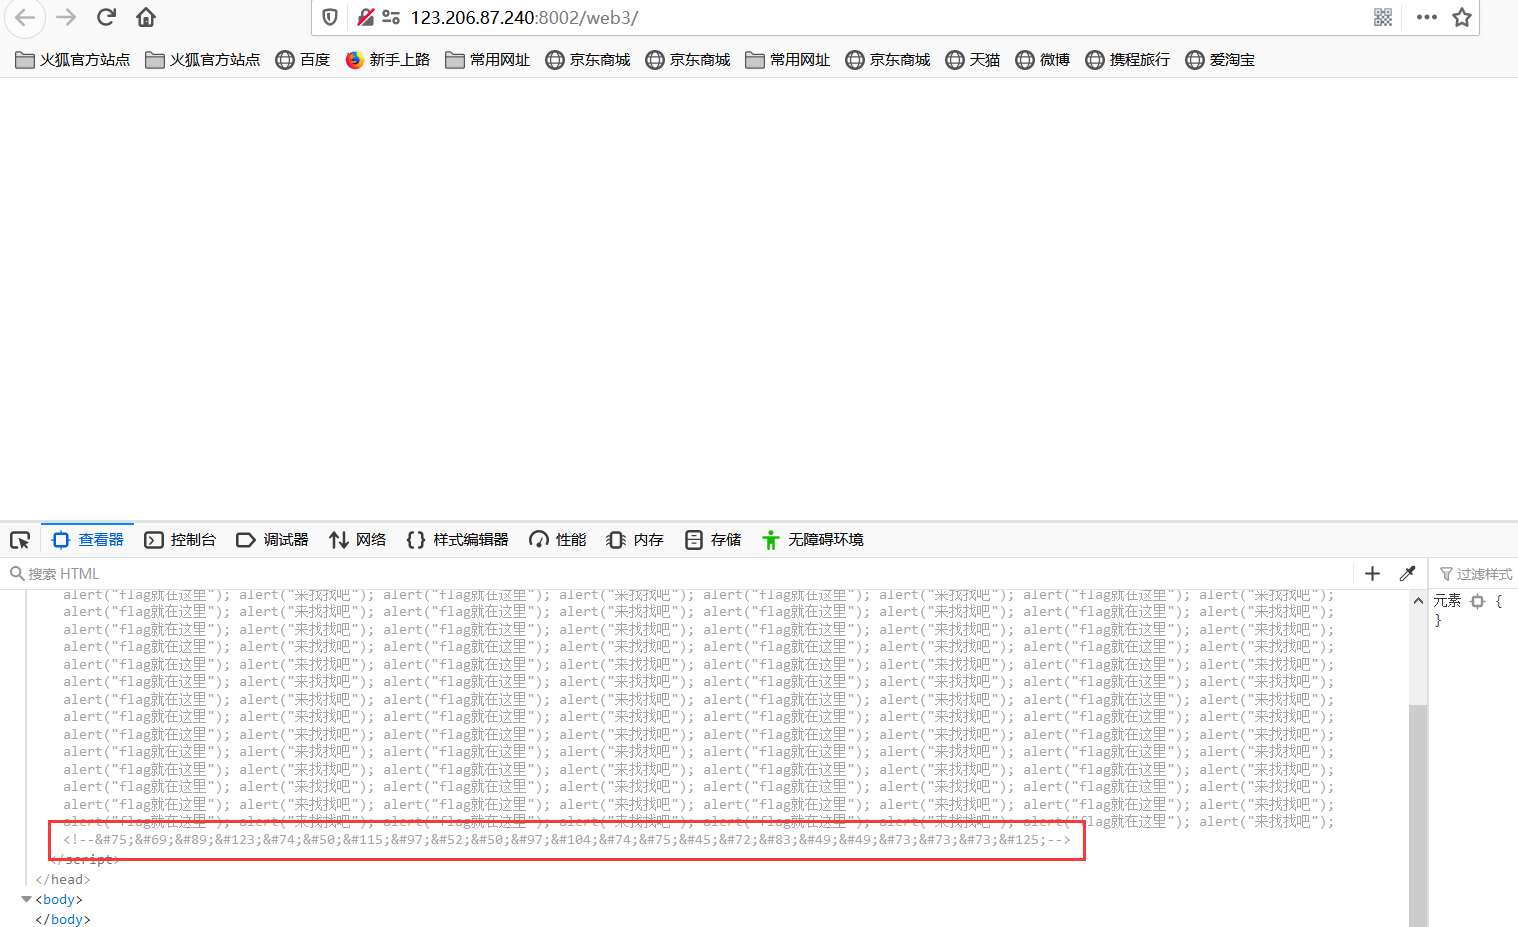 123.206.87.240:8002/web3/
火狐官方站点 火狐官方站点 百度 新手上路 常用网址 京东商城 京东商城 常用网址 京东商城 天猫 微博 携程旅行 爱淘宝
查看器 控制台 调试器 网络 {} 样式编辑器 性能 内存 存储 无障碍环境
搜索 HTML 过滤样式
alert("flag就在这里"); alert("来找找吧"); alert("flag就在这里"); alert("来找找吧"); alert("flag就在这里"); alert("来找找吧"); alert("flag就在这里"); alert("来找找吧");
元素 {
alert("flag就在这里"); alert("来找找吧"); alert("flag就在这里"); alert("来找找吧"); alert("flag就在这里"); alert("来找找吧"); alert("flag就在这里"); alert("来找找吧");
}
alert("flag就在这里"); alert("来找找吧"); alert("flag就在这里"); alert("来找找吧"); alert("flag就在这里"); alert("来找找吧"); alert("flag就在这里"); alert("来找找吧");
alert("flag就在这里"); alert("来找找吧"); alert("flag就在这里"); alert("来找找吧"); alert("flag就在这里"); alert("来找找吧"); alert("flag就在这里"); alert("来找找吧");
alert("flag就在这里"); alert("来找找吧"); alert("flag就在这里"); alert("来找找吧"); alert("flag就在这里"); alert("来找找吧"); alert("flag就在这里"); alert("来找找吧");
alert("flag就在这里"); alert("来找找吧"); alert("flag就在这里"); alert("来找找吧"); alert("flag就在这里"); alert("来找找吧"); alert("flag就在这里"); alert("来找找吧");
alert("flag就在这里"); alert("来找找吧"); alert("flag就在这里"); alert("来找找吧"); alert("flag就在这里"); alert("来找找吧"); alert("flag就在这里"); alert("来找找吧");
alert("flag就在这里"); alert("来找找吧"); alert("flag就在这里"); alert("来找找吧"); alert("flag就在这里"); alert("来找找吧"); alert("flag就在这里"); alert("来找找吧");
alert("flag就在这里"); alert("来找找吧"); alert("flag就在这里"); alert("来找找吧"); alert("flag就在这里"); alert("来找找吧"); alert("flag就在这里"); alert("来找找吧");
alert("flag就在这里"); alert("来找找吧"); alert("flag就在这里"); alert("来找找吧"); alert("flag就在这里"); alert("来找找吧"); alert("flag就在这里"); alert("来找找吧");
alert("flag就在这里"); alert("来找找吧"); alert("flag就在这里"); alert("来找找吧"); alert("flag就在这里"); alert("来找找吧"); alert("flag就在这里"); alert("来找找吧");
alert("flag就在这里"); alert("来找找吧"); alert("flag就在这里"); alert("来找找吧"); alert("flag就在这里"); alert("来找找吧"); alert("flag就在这里"); alert("来找找吧");
alert("flag就在这里"); alert("来找找吧"); alert("flag就在这里"); alert("来找找吧"); alert("flag就在这里"); alert("来找找吧"); alert("flag就在这里"); alert("来找找吧");
alert("flag就在这里"); alert("来找找吧"); alert("flag就在这里"); alert("来找找吧"); alert("flag就在这里"); alert("来找找吧"); alert("flag就在这里"); alert("来找找吧");
<!--&#75;&#69;&#89;&#123;&#74;&#50;&#115;&#97;&#52;&#50;&#97;&#104;&#74;&#75;&#45;&#72;&#83;&#49;&#49;&#73;&#73;&#73;&#125;-->
</script>
</head>
<body>
</body>